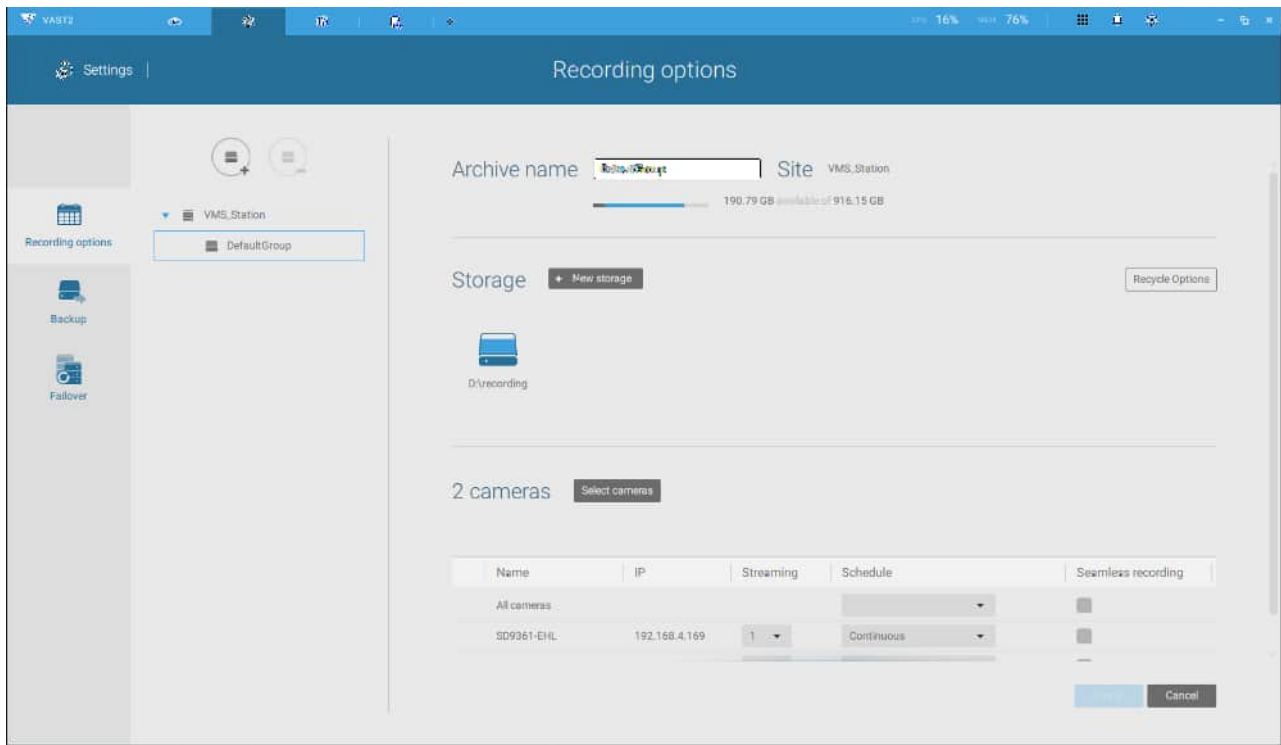 VAST2
16% 76%
Settings
Recording options
Archive name
Site VMS_Station
190.79 GB available of 916.15 GB
VMS_Station
DefaultGroup
Recording options
Backup
Failover
Storage
+ New storage
Recycle Options
D:\recording
2 cameras
Select cameras
Name IP Streaming Schedule Seamless recording
All cameras
SD9361-EHL 192.168.4.169 1 Continuous
Cancel